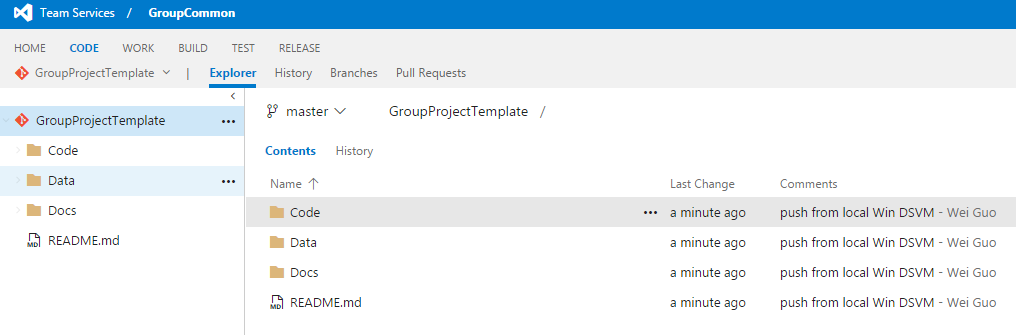 Team Services / GroupCommon
HOME CODE WORK BUILD TEST RELEASE
GroupProjectTemplate | Explorer History Branches Pull Requests
GroupProjectTemplate ...
Code
Data ...
Docs
README.md
master GroupProjectTemplate /
Contents History
Name Last Change Comments
Code ... a minute ago push from local Win DSVM - Wei Guo
Data a minute ago push from local Win DSVM - Wei Guo
Docs a minute ago push from local Win DSVM - Wei Guo
README.md a minute ago push from local Win DSVM - Wei Guo